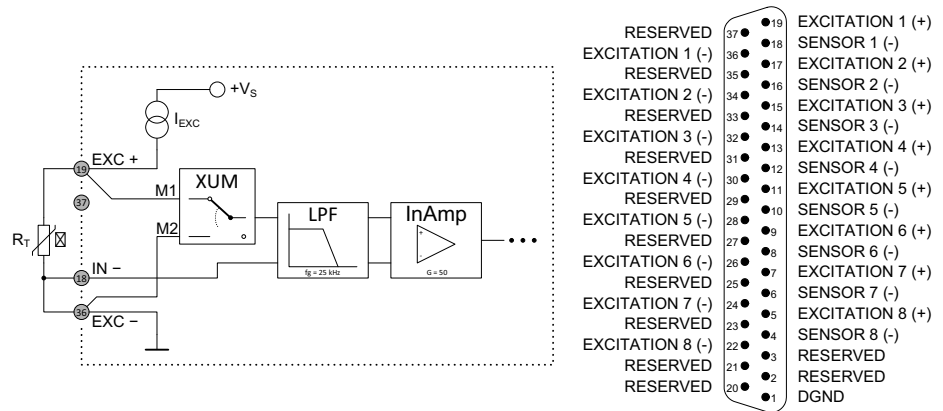 +VS
IEXC
19 EXC +
37
RT
M1
XUM
M2
LPF
fg = 25 kHz
InAmp
+
-
G = 50
18 IN −
36
EXC −
RESERVED 37
EXCITATION 1 (-) 36
RESERVED 35
EXCITATION 2 (-) 34
RESERVED 33
EXCITATION 3 (-) 32
RESERVED 31
EXCITATION 4 (-) 30
RESERVED 29
EXCITATION 5 (-) 28
RESERVED 27
EXCITATION 6 (-) 26
RESERVED 25
EXCITATION 7 (-) 24
RESERVED 23
EXCITATION 8 (-) 22
RESERVED 21
RESERVED 20
19 EXCITATION 1 (+)
18 SENSOR 1 (-)
17 EXCITATION 2 (+)
16 SENSOR 2 (-)
15 EXCITATION 3 (+)
14 SENSOR 3 (-)
13 EXCITATION 4 (+)
12 SENSOR 4 (-)
11 EXCITATION 5 (+)
10 SENSOR 5 (-)
9 EXCITATION 6 (+)
8 SENSOR 6 (-)
7 EXCITATION 7 (+)
6 SENSOR 7 (-)
5 EXCITATION 8 (+)
4 SENSOR 8 (-)
3 RESERVED
2 RESERVED
1 DGND